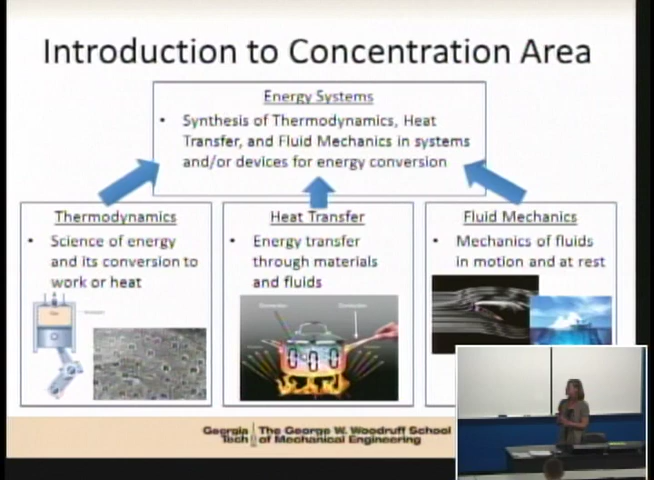 Introduction to Concentration Area
Energy Systems
• Synthesis of Thermodynamics, Heat
Transfer, and Fluid Mechanics in systems
and/or devices for energy conversion
Thermodynamics
• Science of energy
and its conversion to
work or heat
Heat Transfer
• Energy transfer
through materials
and fluids
Fluid Mechanics
• Mechanics of fluids
in motion and at rest
Georgia Tech
The George W. Woodruff School
of Mechanical Engineering